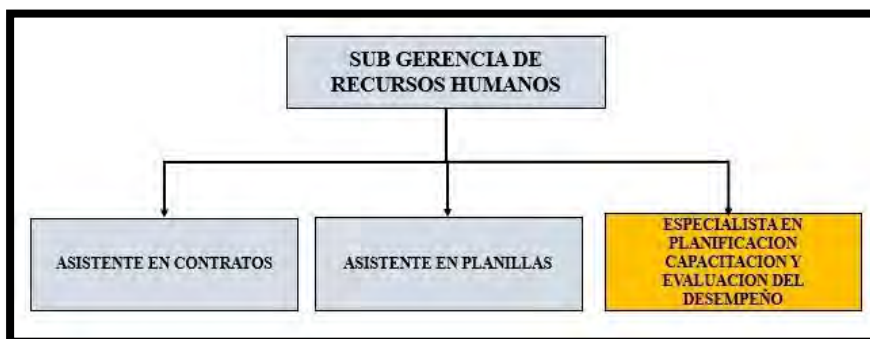 SUB GERENCIA DE
RECURSOS HUMANOS
ASISTENTE EN CONTRATOS
ASISTENTE EN PLANILLAS
ESPECIALISTA EN
PLANIFICACION
CAPACITACION Y
EVALUACION DEL
DESEMPEÑO